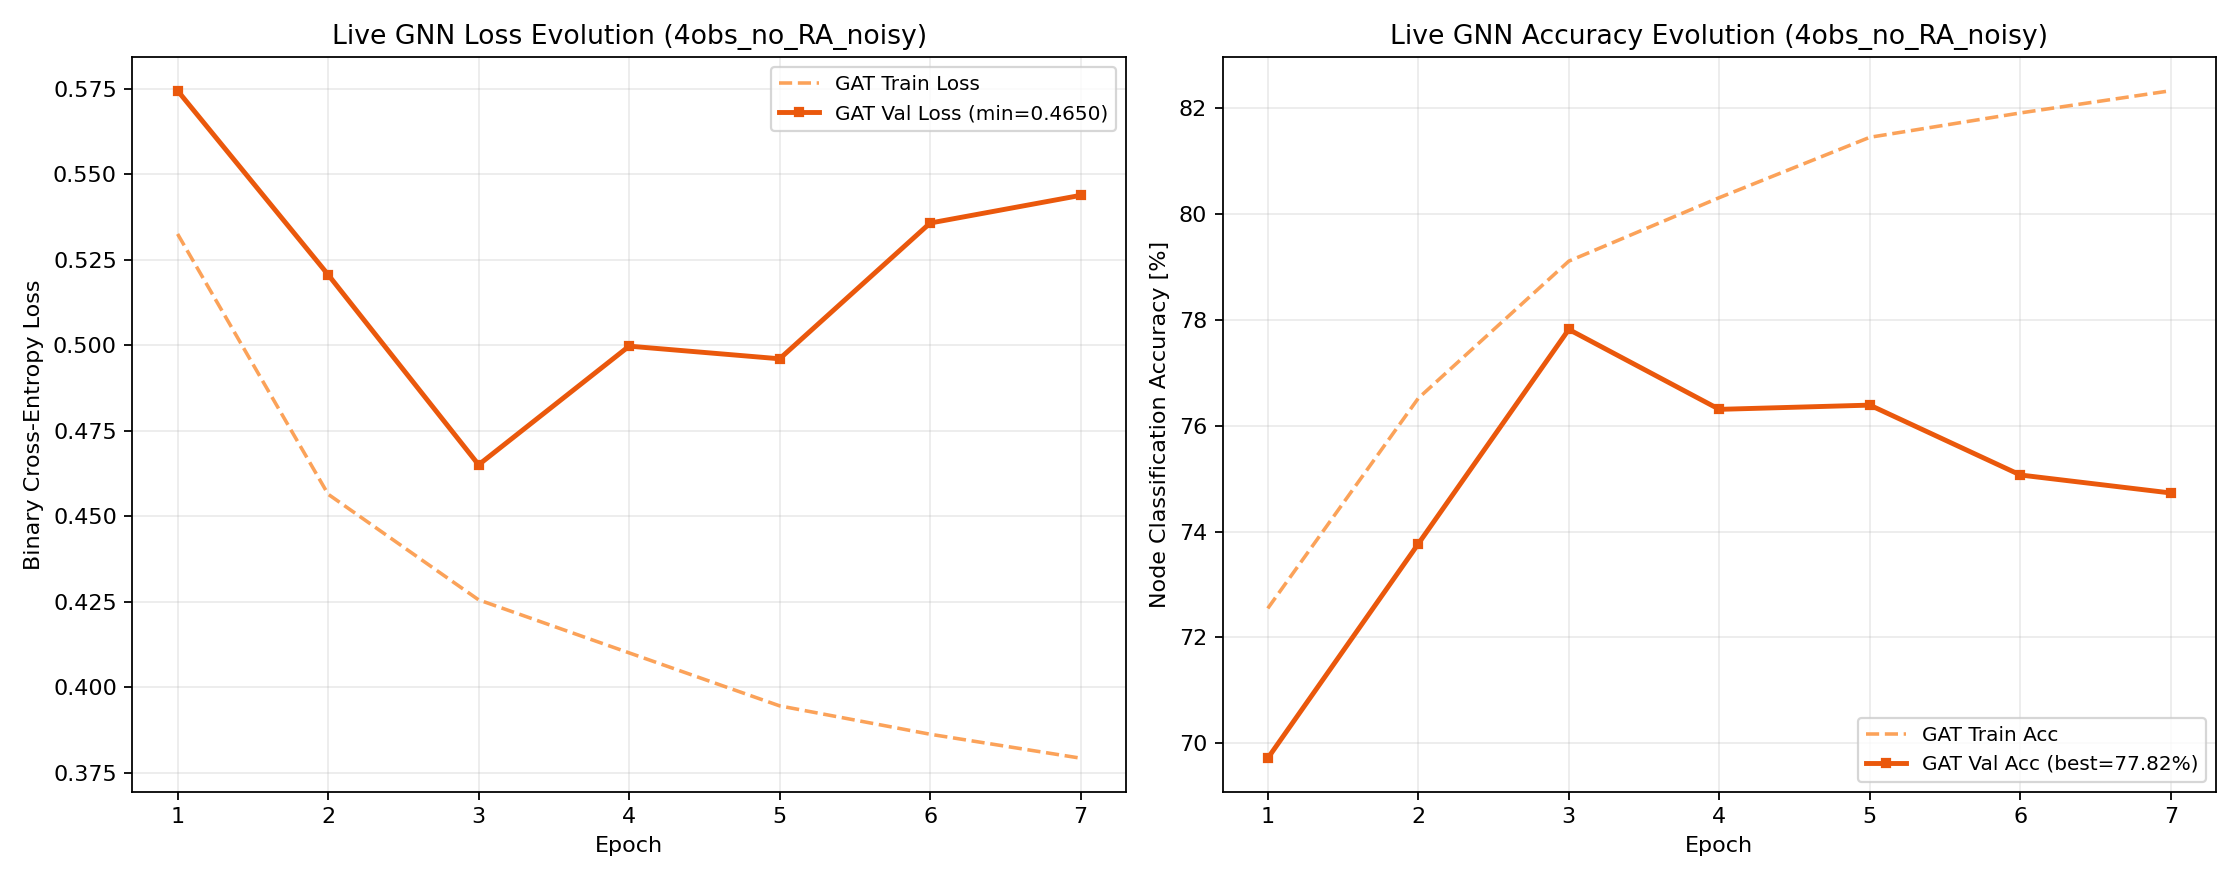 Live GNN Loss Evolution (4obs_no_RA_noisy)
GAT Train Loss
GAT Val Loss (min=0.4650)
Binary Cross-Entropy Loss
0.575
0.550
0.525
0.500
0.475
0.450
0.425
0.400
0.375
1 2 3 4 5 6 7
Epoch
Live GNN Accuracy Evolution (4obs_no_RA_noisy)
Node Classification Accuracy [%]
82
80
78
76
74
72
70
GAT Train Acc
GAT Val Acc (best=77.82%)
1 2 3 4 5 6 7
Epoch